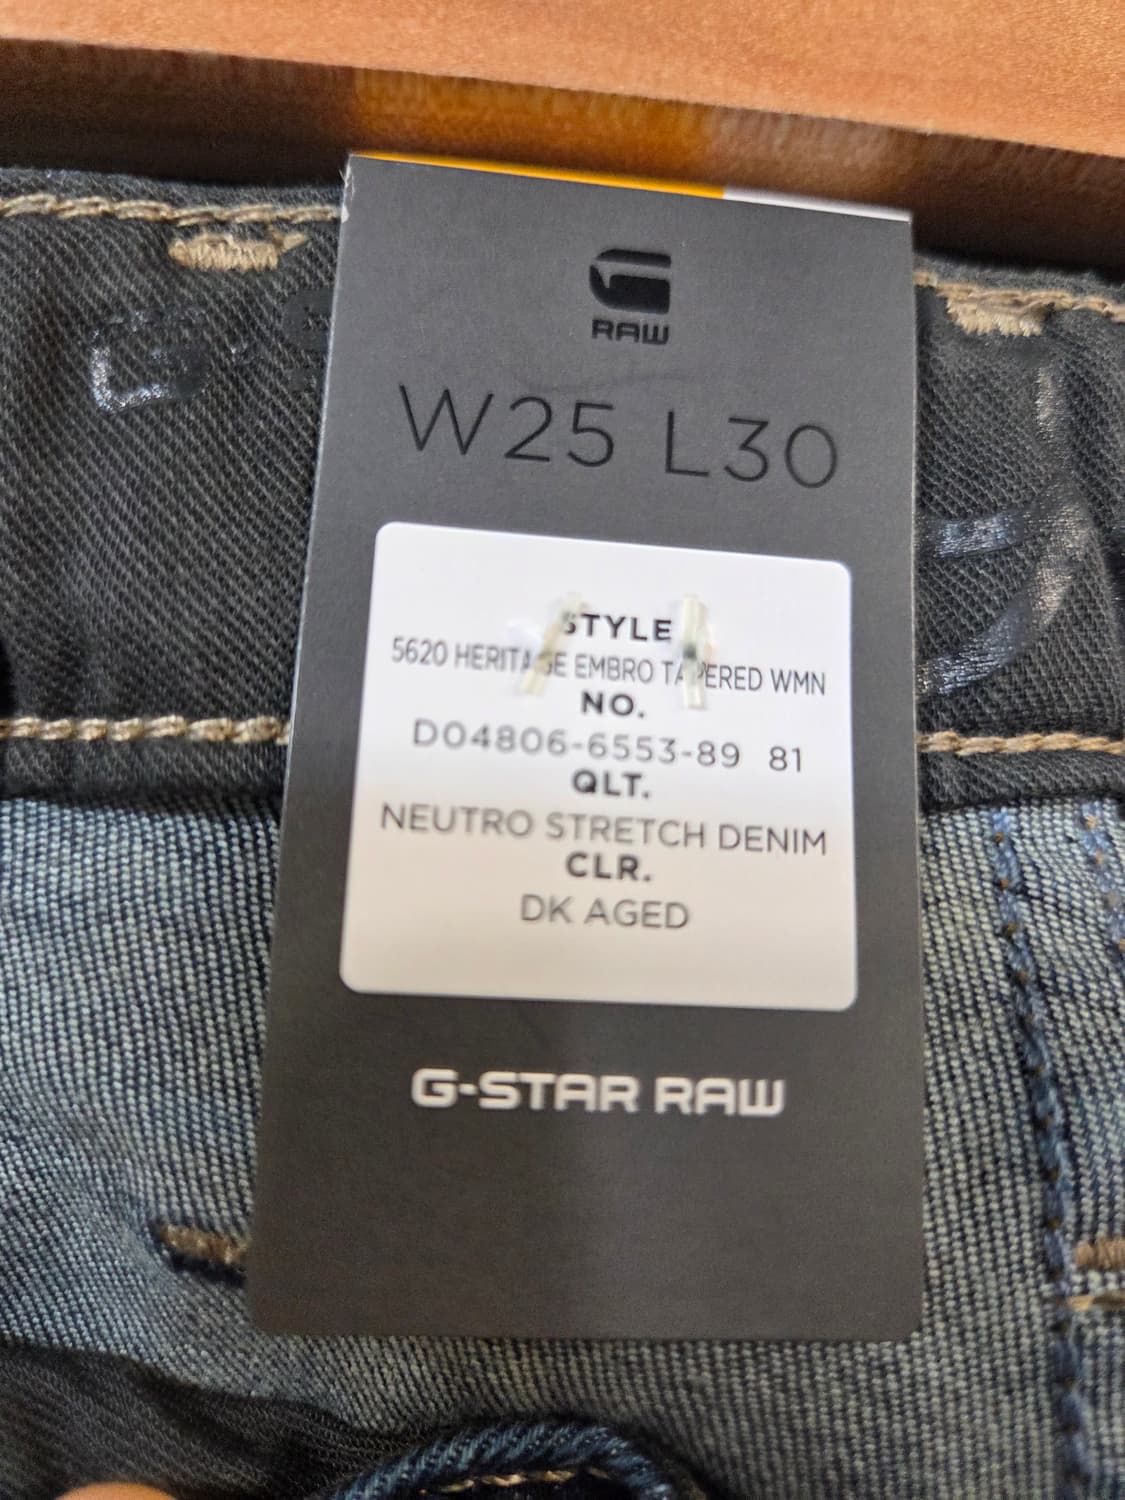 RAW
W25 L30
STYLE
5620 HERITAGE EMBRO TAPERED WMN
NO.
D04806-6553-89 81
QLT.
NEUTRO STRETCH DENIM
CLR.
DK AGED
G-STAR RAW